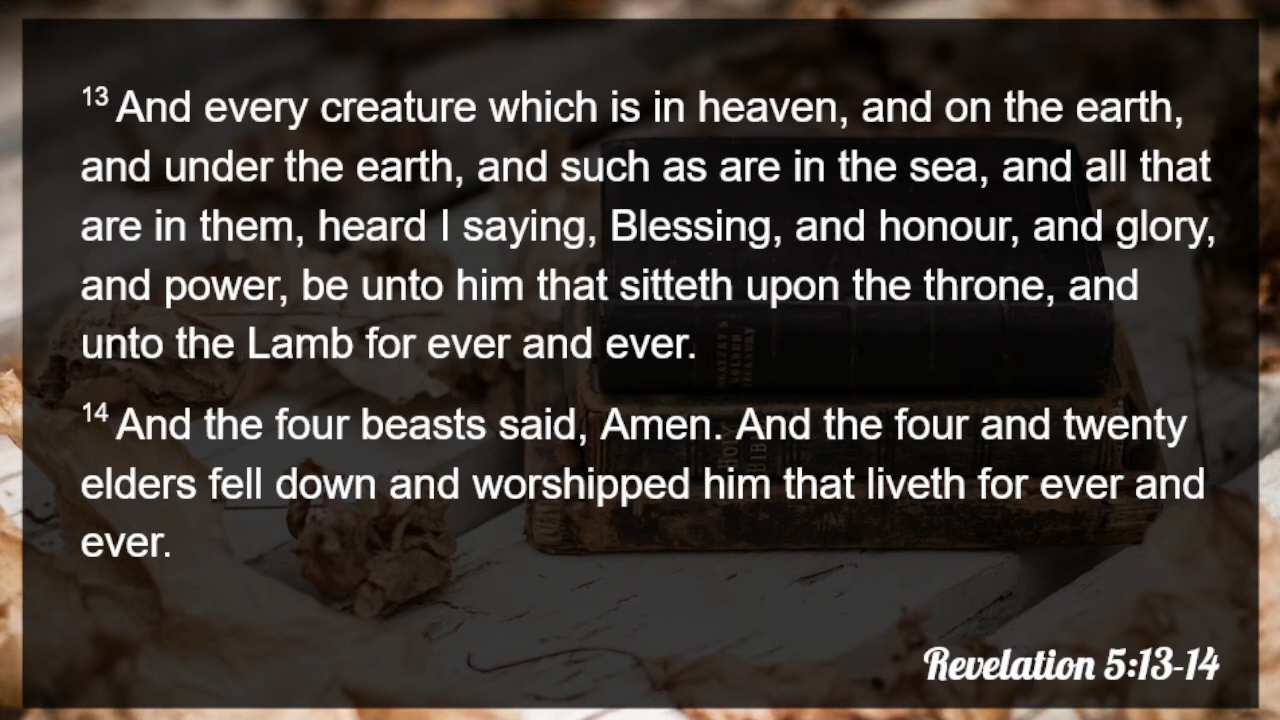 13 And every creature which is in heaven, and on the earth,
and under the earth, and such as are in the sea, and all that
are in them, heard I saying, Blessing, and honour, and glory,
and power, be unto him that sitteth upon the throne, and
unto the Lamb for ever and ever.
14 And the four beasts said, Amen. And the four and twenty
elders fell down and worshipped him that liveth for ever and
ever.
HOLY
BIBLE
Revelation 5:13-14